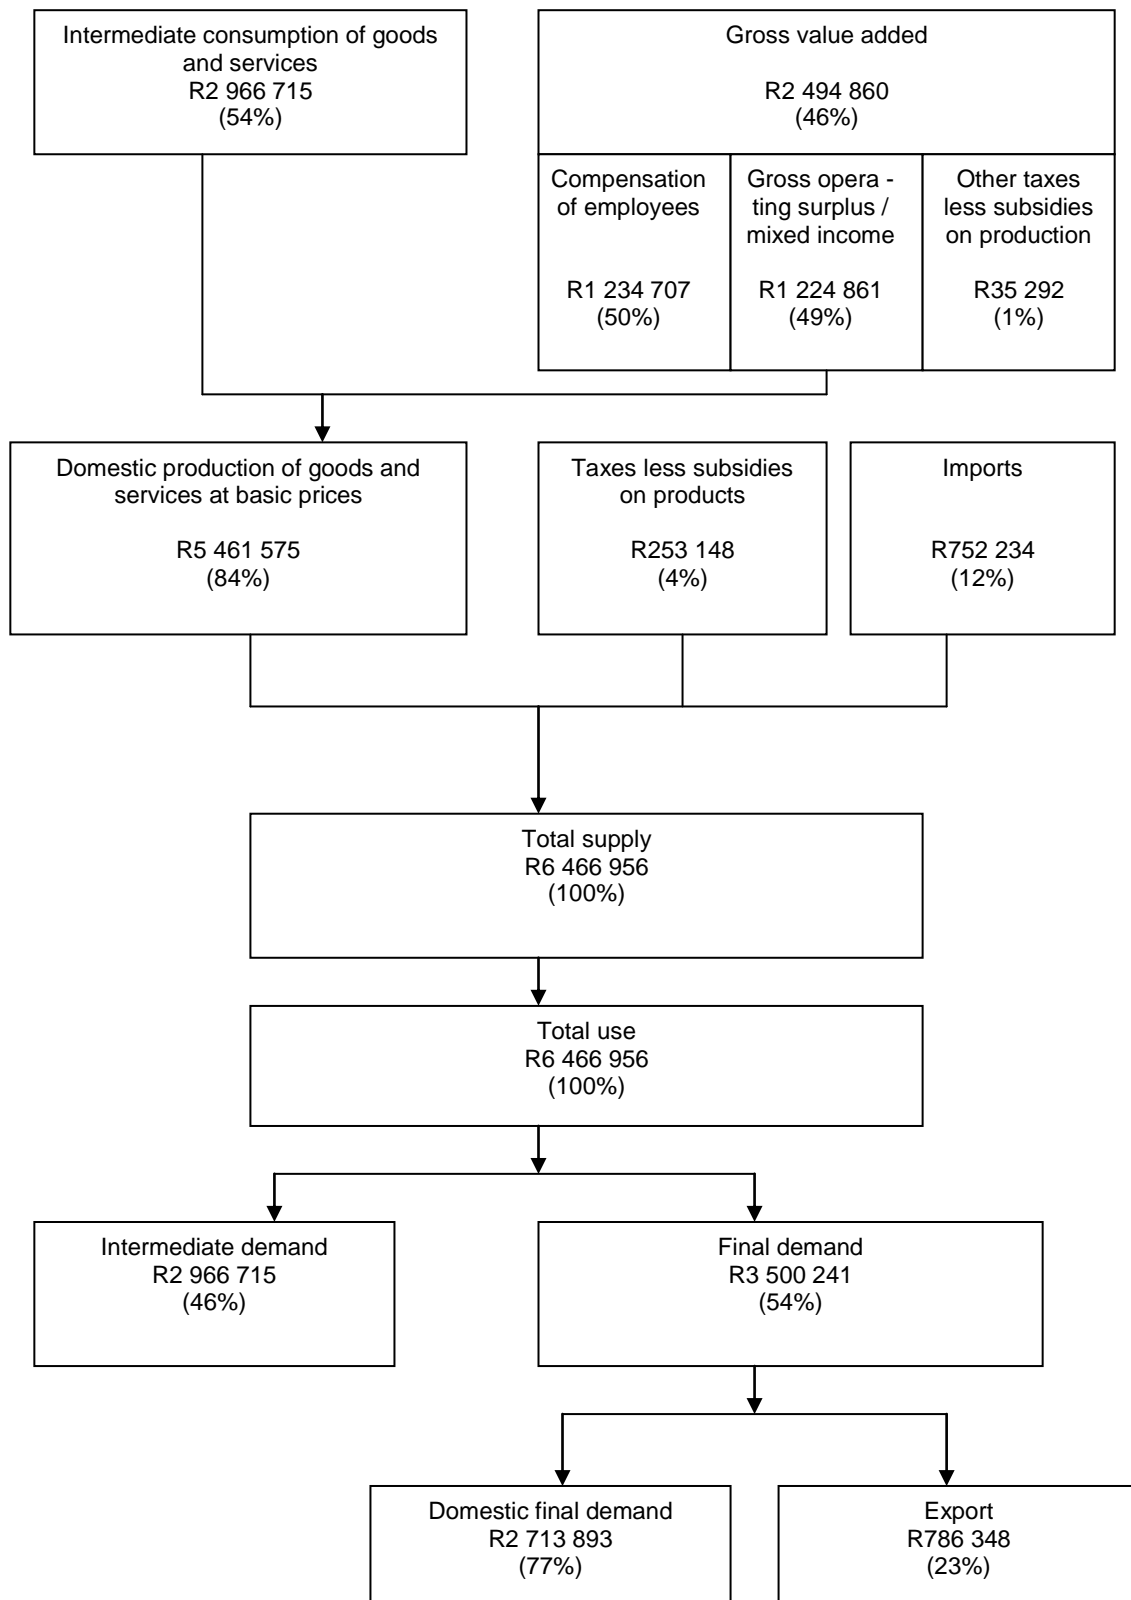 Intermediate consumption of goods
and services
R2 966 715
(54%)
Gross value added
R2 494 860
(46%)
Compensation
of employees
R1 234 707
(50%)
Gross opera - 
ting surplus /
mixed income
R1 224 861
(49%)
Other taxes
less subsidies
on production
R35 292
(1%)
Domestic production of goods and
services at basic prices
R5 461 575
(84%)
Taxes less subsidies
on products
R253 148
(4%)
Imports
R752 234
(12%)
Total supply
R6 466 956
(100%)
Total use
R6 466 956
(100%)
Intermediate demand
R2 966 715
(46%)
Final demand
R3 500 241
(54%)
Domestic final demand
R2 713 893
(77%)
Export
R786 348
(23%)